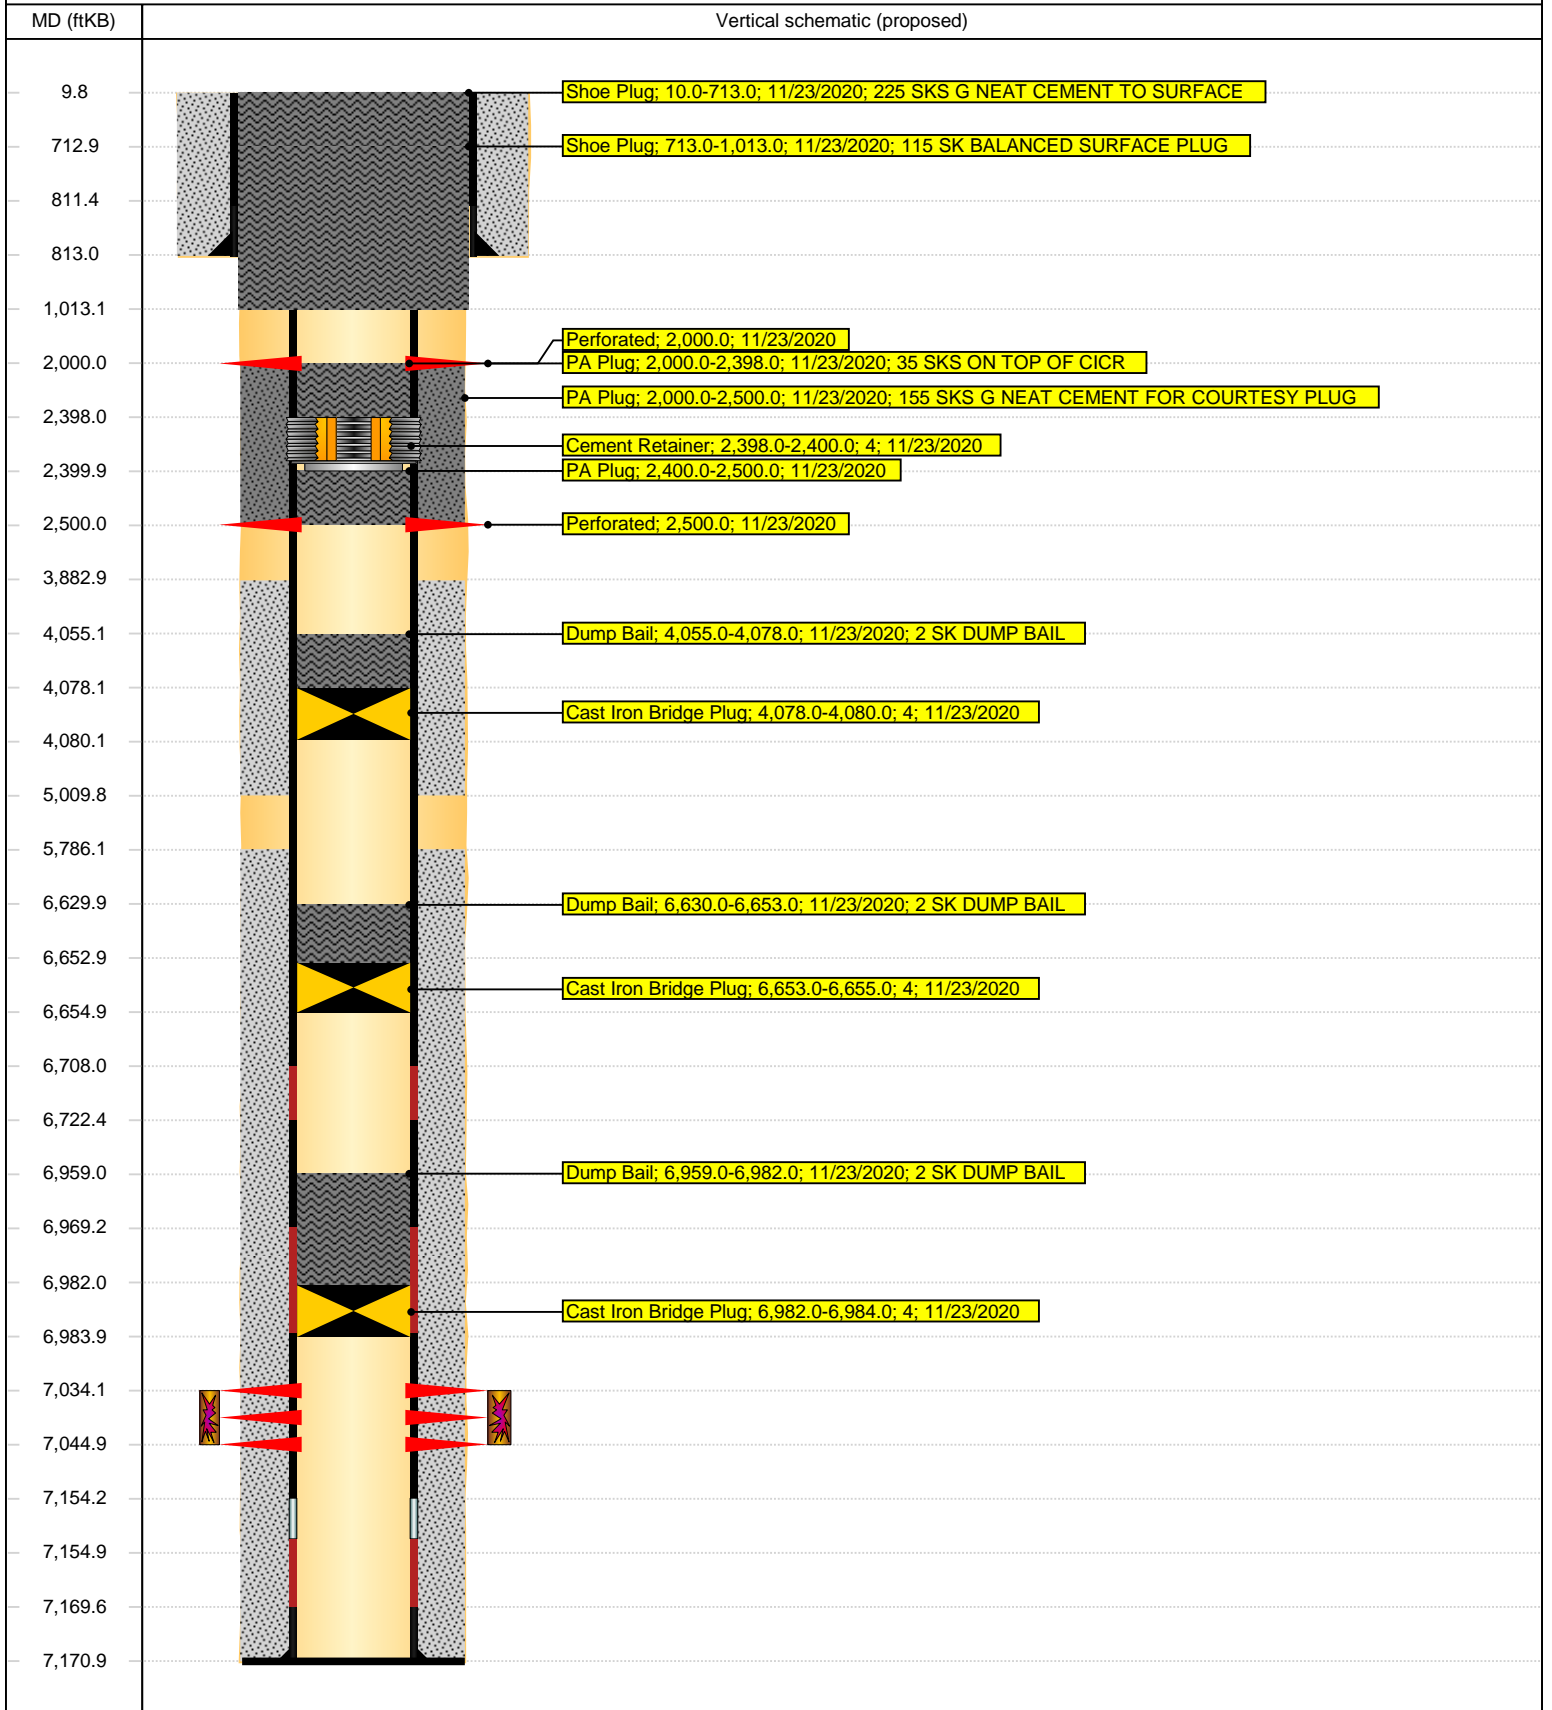 MD (ftKB)
Vertical schematic (proposed)
9.8
Shoe Plug; 10.0-713.0; 11/23/2020; 225 SKS G NEAT CEMENT TO SURFACE
712.9
Shoe Plug; 713.0-1,013.0; 11/23/2020; 115 SK BALANCED SURFACE PLUG
811.4
813.0
1,013.1
Perforated; 2,000.0; 11/23/2020
2,000.0
PA Plug; 2,000.0-2,398.0; 11/23/2020; 35 SKS ON TOP OF CICR
PA Plug; 2,000.0-2,500.0; 11/23/2020; 155 SKS G NEAT CEMENT FOR COURTESY PLUG
2,398.0
Cement Retainer; 2,398.0-2,400.0; 4; 11/23/2020
2,399.9
PA Plug; 2,400.0-2,500.0; 11/23/2020
2,500.0
Perforated; 2,500.0; 11/23/2020
3,882.9
4,055.1
Dump Bail; 4,055.0-4,078.0; 11/23/2020; 2 SK DUMP BAIL
4,078.1
Cast Iron Bridge Plug; 4,078.0-4,080.0; 4; 11/23/2020
4,080.1
5,009.8
5,786.1
6,629.9
Dump Bail; 6,630.0-6,653.0; 11/23/2020; 2 SK DUMP BAIL
6,652.9
Cast Iron Bridge Plug; 6,653.0-6,655.0; 4; 11/23/2020
6,654.9
6,708.0
6,722.4
6,959.0
Dump Bail; 6,959.0-6,982.0; 11/23/2020; 2 SK DUMP BAIL
6,969.2
6,982.0
Cast Iron Bridge Plug; 6,982.0-6,984.0; 4; 11/23/2020
6,983.9
7,034.1
7,044.9
7,154.2
7,154.9
7,169.6
7,170.9